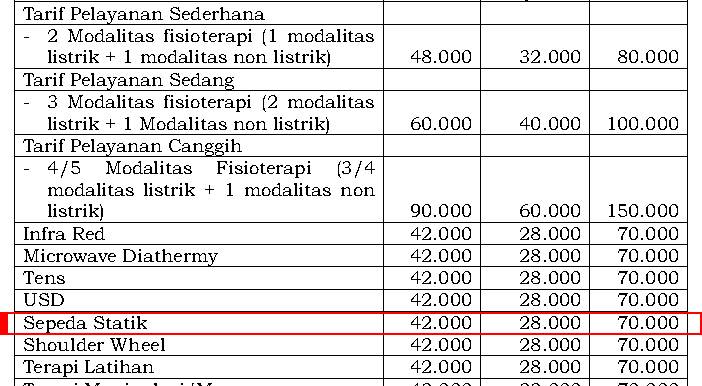 Tarif Pelayanan Sederhana
- 2 Modalitas fisioterapi (1 modalitas
listrik + 1 modalitas non listrik) 48.000 32.000 80.000
Tarif Pelayanan Sedang
- 3 Modalitas fisioterapi (2 modalitas
listrik + 1 Modalitas non listrik) 60.000 40.000 100.000
Tarif Pelayanan Canggih
- 4/5 Modalitas Fisioterapi (3/4
modalitas listrik + 1 modalitas non
listrik) 90.000 60.000 150.000
Infra Red 42.000 28.000 70.000
Microwave Diathermy 42.000 28.000 70.000
Tens 42.000 28.000 70.000
USD 42.000 28.000 70.000
Sepeda Statik 42.000 28.000 70.000
Shoulder Wheel 42.000 28.000 70.000
Terapi Latihan 42.000 28.000 70.000